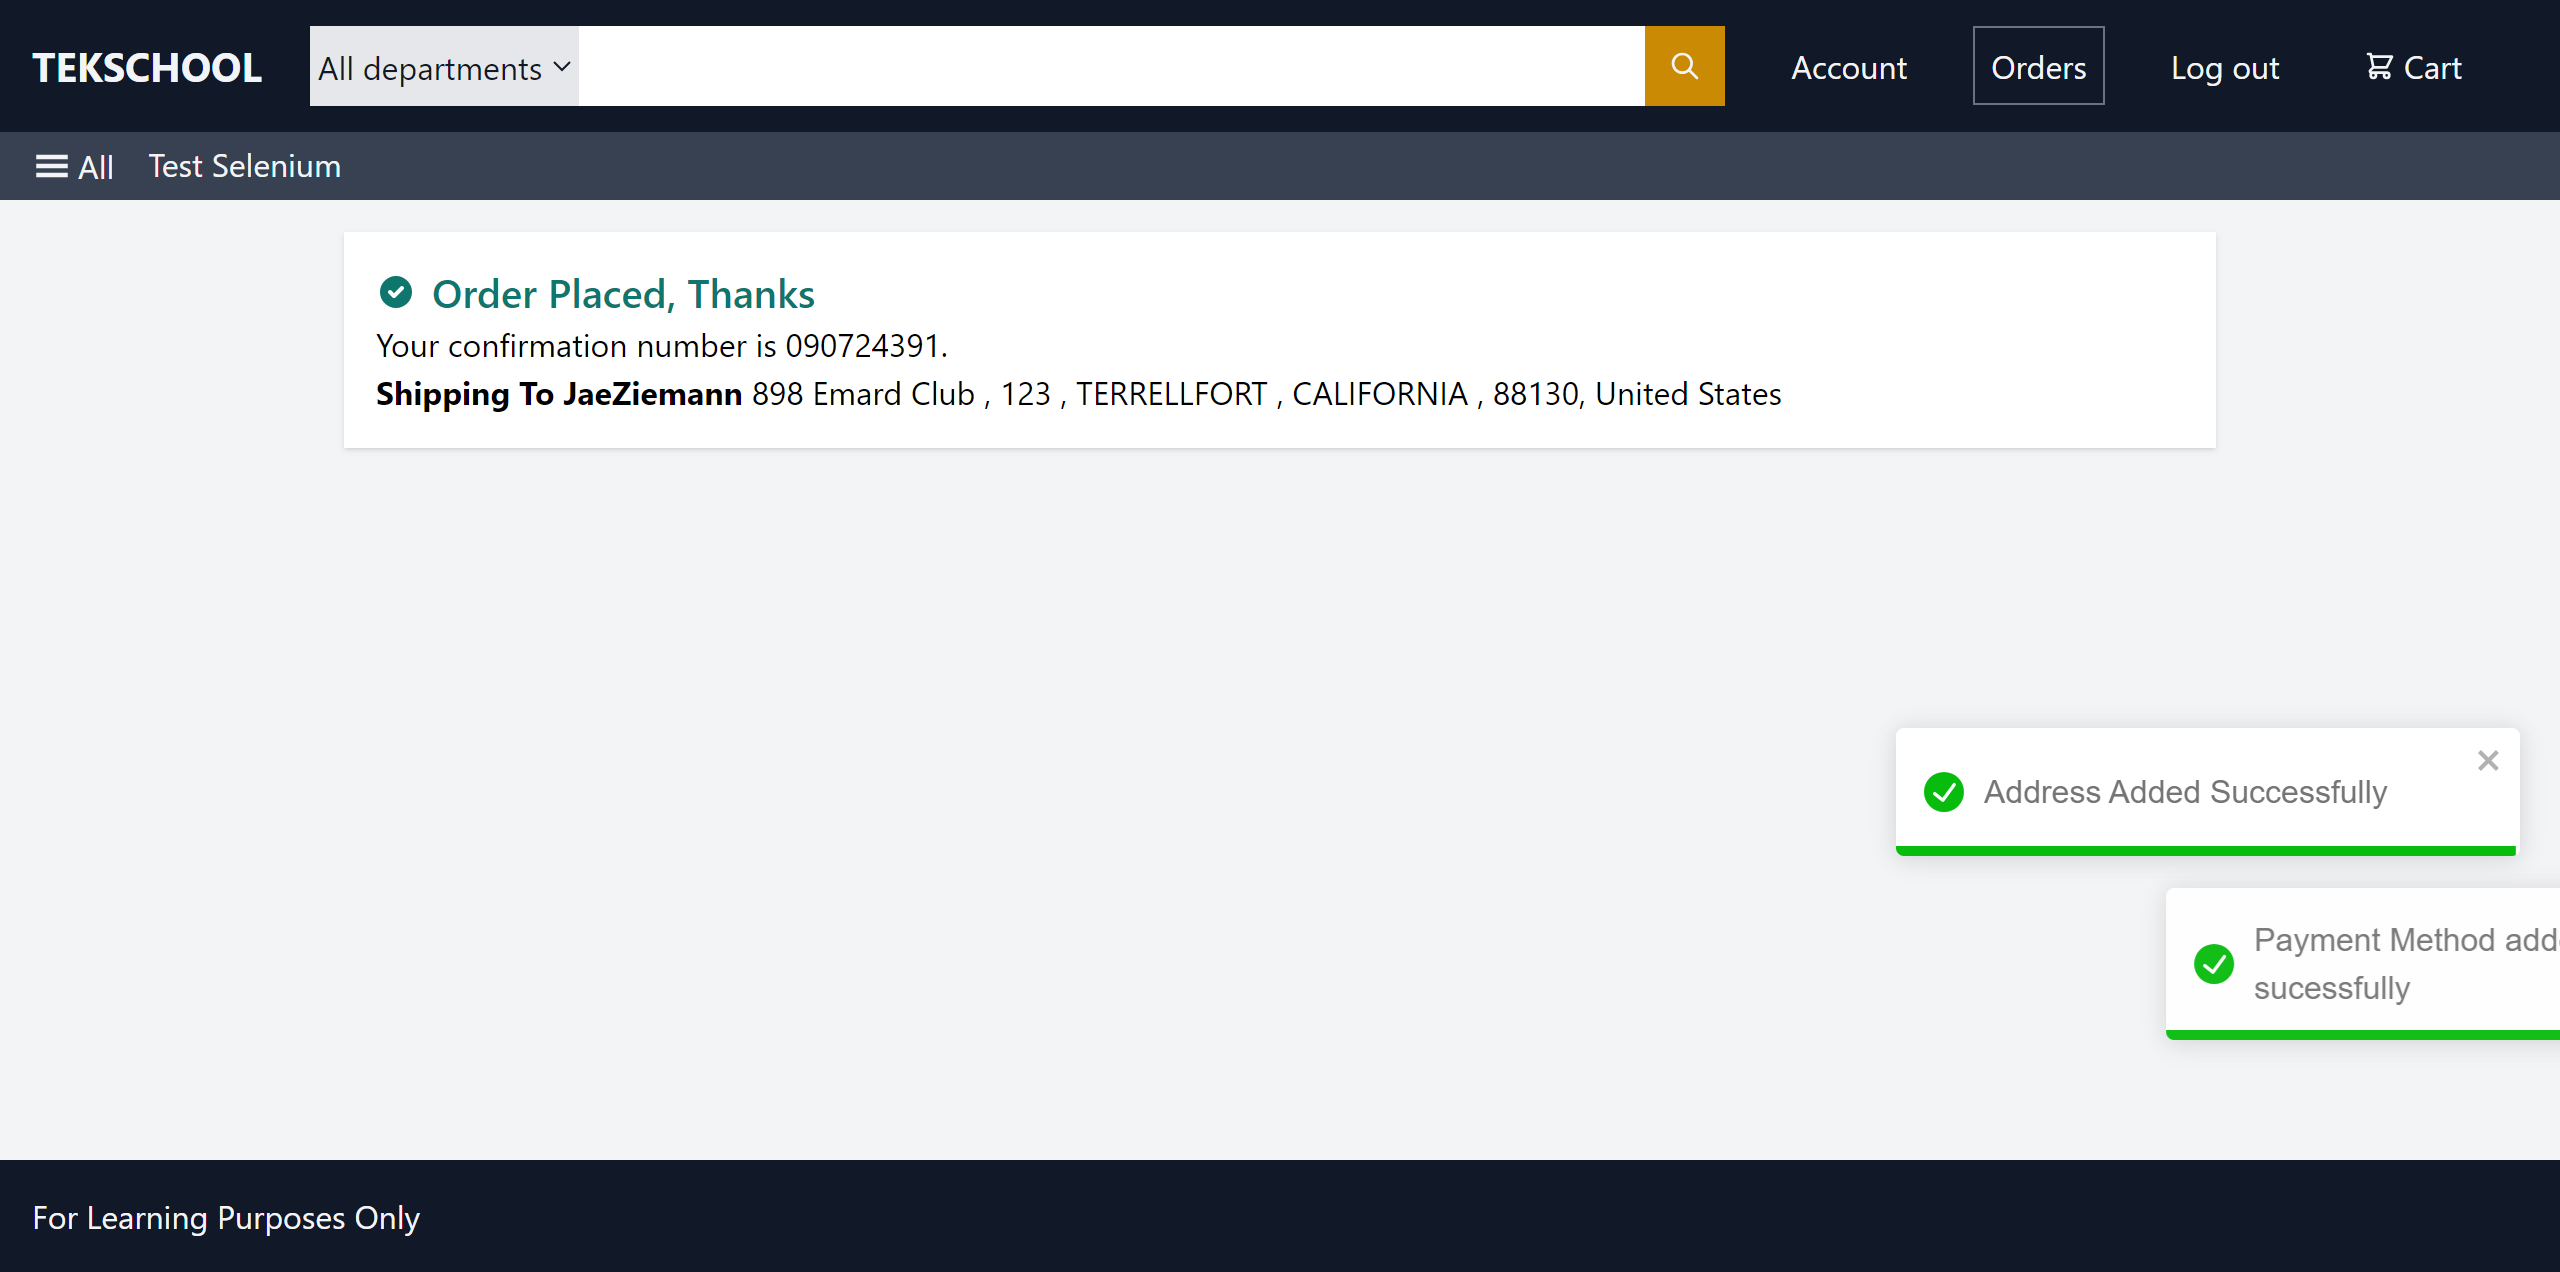 TEKSCHOOL
All departments
Account
Orders
Log out
Cart
All
Test Selenium
Order Placed, Thanks
Your confirmation number is 090724391.
Shipping To JaeZiemann 898 Emard Club , 123 , TERRELLFORT , CALIFORNIA , 88130, United States
Address Added Successfully
Payment Method adde
sucessfully
For Learning Purposes Only